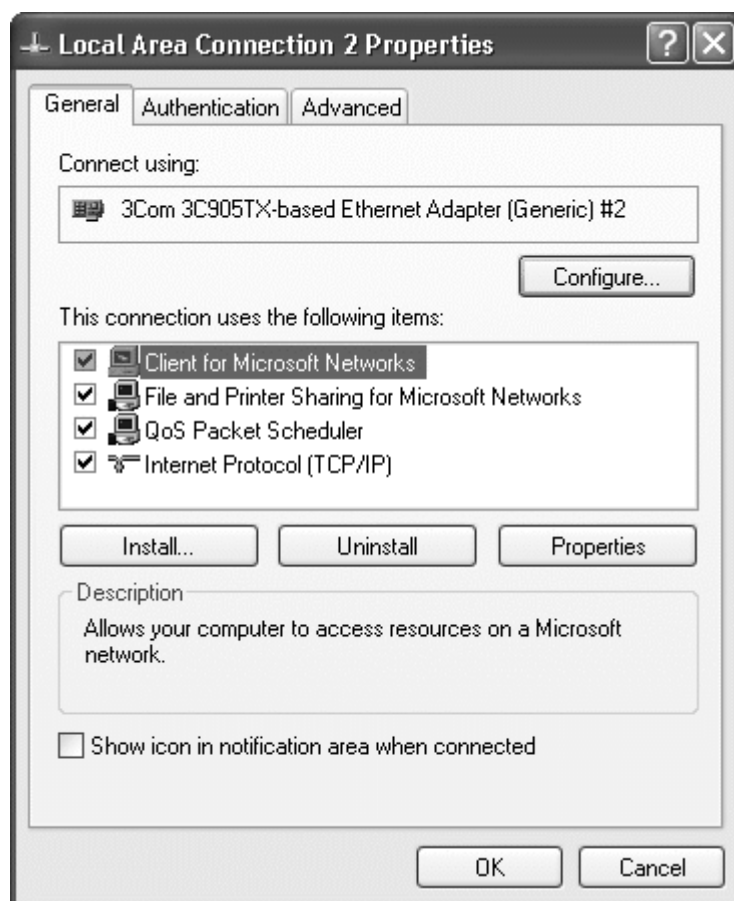 Local Area Connection 2 Properties
General Authentication Advanced
Connect using:
3Com 3C905TX-based Ethernet Adapter (Generic) #2
Configure...
This connection uses the following items:
Client for Microsoft Networks
File and Printer Sharing for Microsoft Networks
QoS Packet Scheduler
Internet Protocol (TCP/IP)
Install... Uninstall Properties
Description
Allows your computer to access resources on a Microsoft
network.
Show icon in notification area when connected
OK Cancel